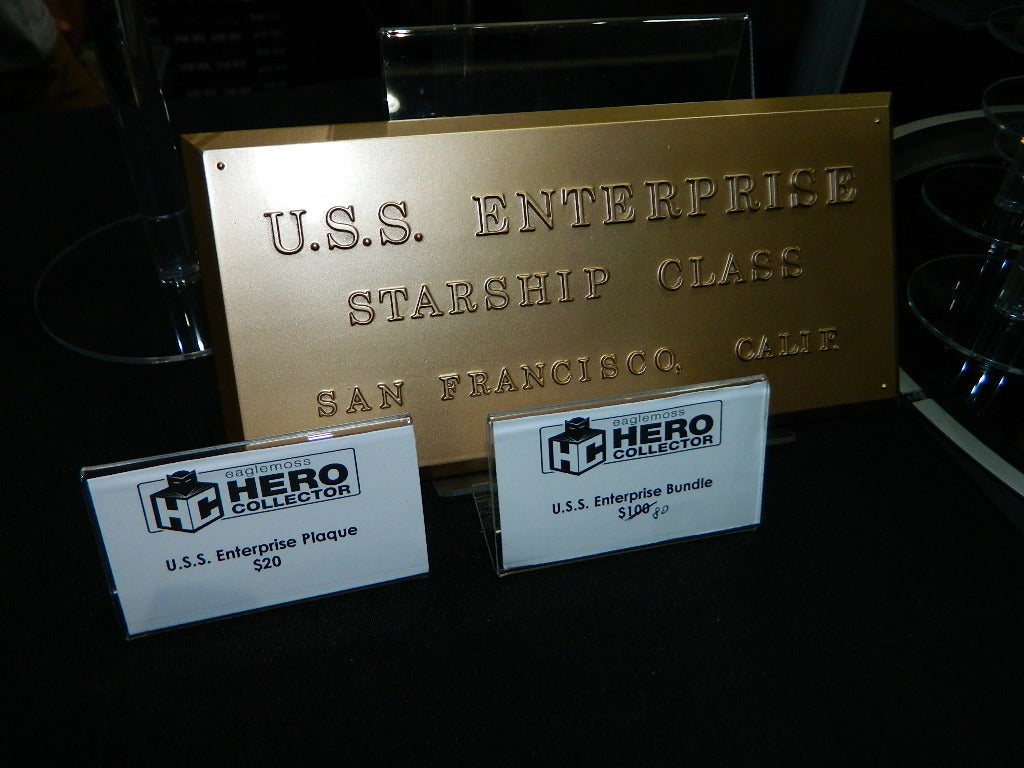 U.S.S. ENTERPRISE
STARSHIP CLASS
SAN FRANCISCO, CALIF
eaglemoss
HC HERO
COLLECTOR
U.S.S. Enterprise Plaque
$20
eaglemoss
HC HERO
COLLECTOR
U.S.S. Enterprise Bundle
$100 80